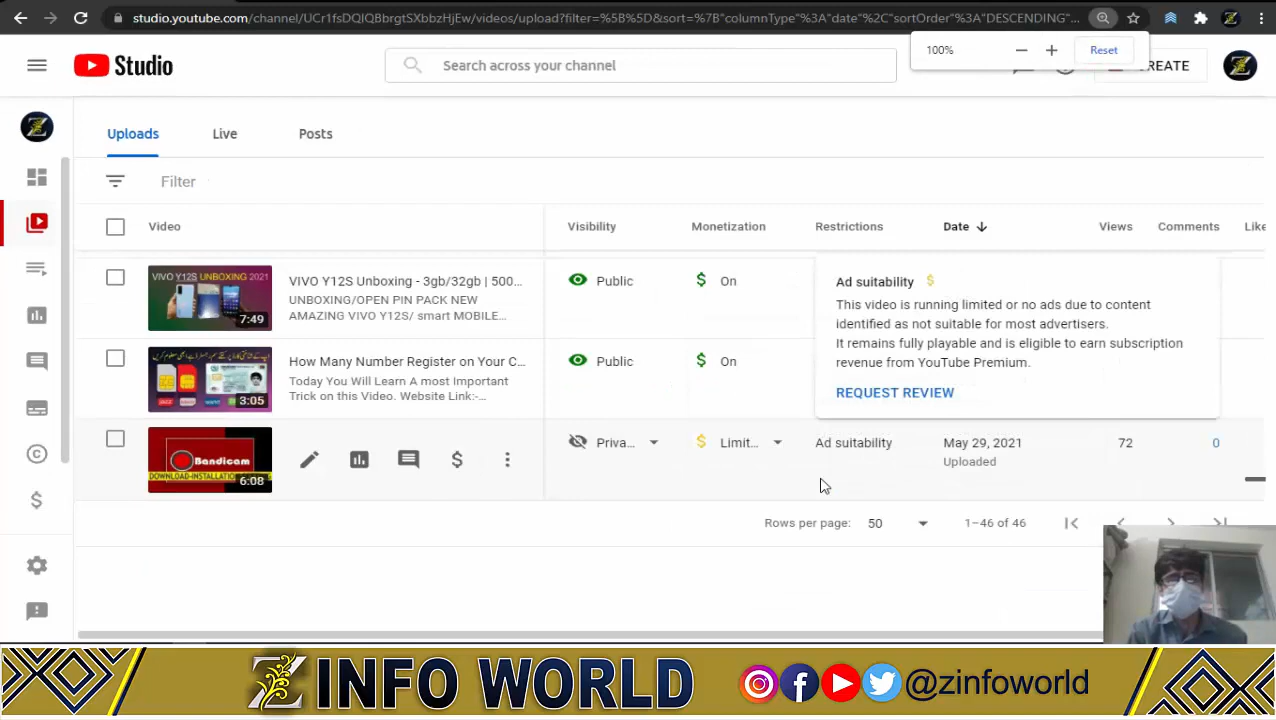 studio.youtube.com/channel/UCr1fsDQIQBbrgtSXbbzHjEw/videos/upload?filter=%5B%5D&sort=%7B"columnType"%3A"date"%2C"sortOrder"%3A"DESCENDING"...
100%
Reset
Studio
Search across your channel
CREATE
Uploads
Live
Posts
Filter
Video
Visibility
Monetization
Restrictions
Date
Views
Comments
Like
VIVO Y12S UNBOXING 2021
7:49
VIVO Y12S Unboxing - 3gb/32gb | 500...
UNBOXING/OPEN PIN PACK NEW
AMAZING VIVO Y12S/ smart MOBILE...
Public
On
Ad suitability
This video is running limited or no ads due to content
identified as not suitable for most advertisers.
It remains fully playable and is eligible to earn subscription
revenue from YouTube Premium.
REQUEST REVIEW
3:05
How Many Number Register on Your C...
Today You Will Learn A most Important
Trick on this Video. Website Link:-...
Public
On
Bandicam
DOWNLOAD-INSTALLATION-
6:08
Priva...
Limit...
Ad suitability
May 29, 2021
Uploaded
72
0
Rows per page:
50
1–46 of 46
Z INFO WORLD
@zinfoworld